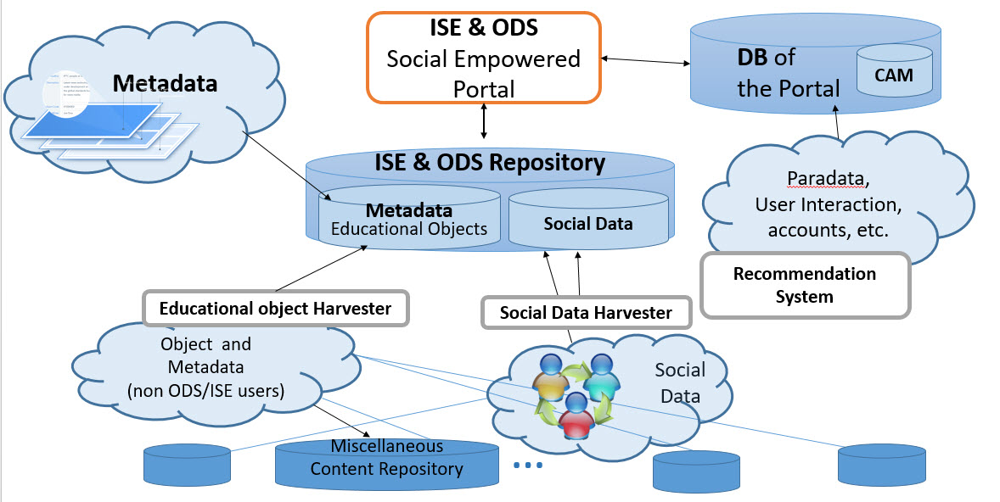 ISE & ODS
Social Empowered
Portal
DB of
the Portal
CAM
Metadata
ISE & ODS Repository
Metadata
Educational Objects
Social Data
Paradata,
User Interaction,
accounts, etc.
Recommendation
System
Educational object Harvester
Social Data Harvester
Object and
Metadata
(non ODS/ISE users)
Social
Data
Miscellaneous
Content Repository
...